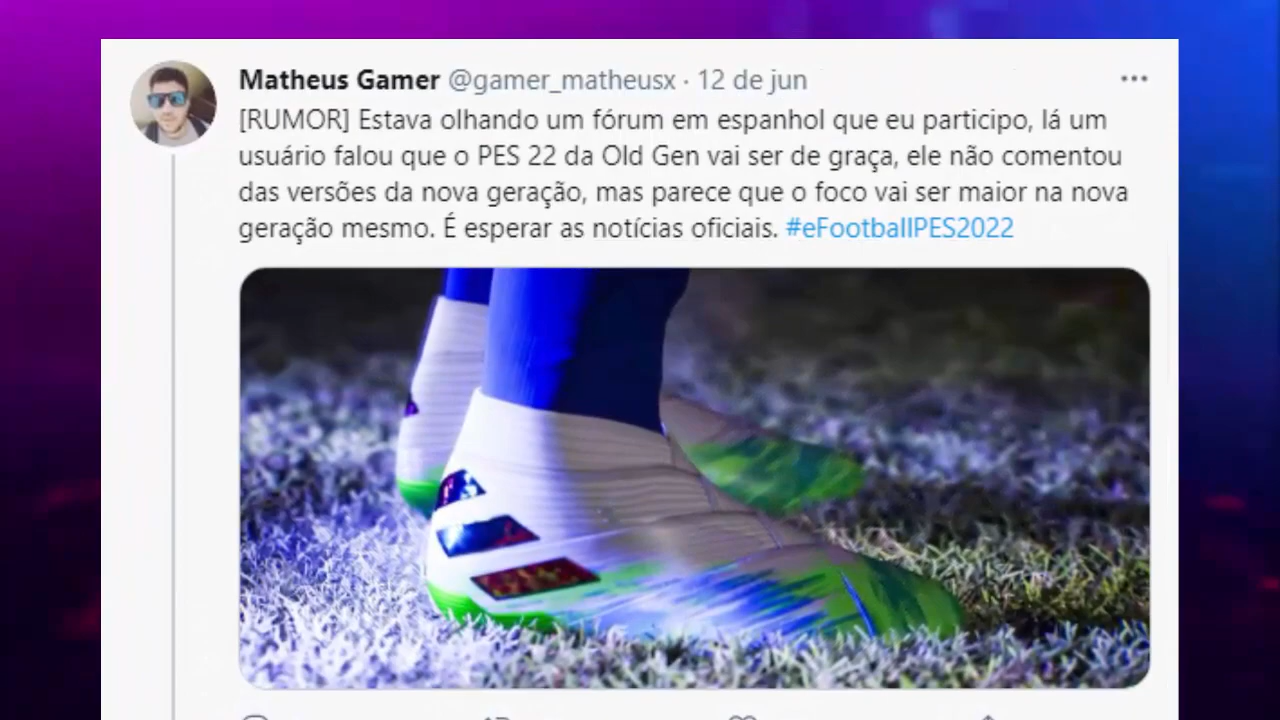 Matheus Gamer @gamer_matheusx · 12 de jun
[RUMOR] Estava olhando um fórum em espanhol que eu participo, lá um
usuário falou que o PES 22 da Old Gen vai ser de graça, ele não comentou
das versões da nova geração, mas parece que o foco vai ser maior na nova
geração mesmo. É esperar as notícias oficiais. #eFootballPES2022